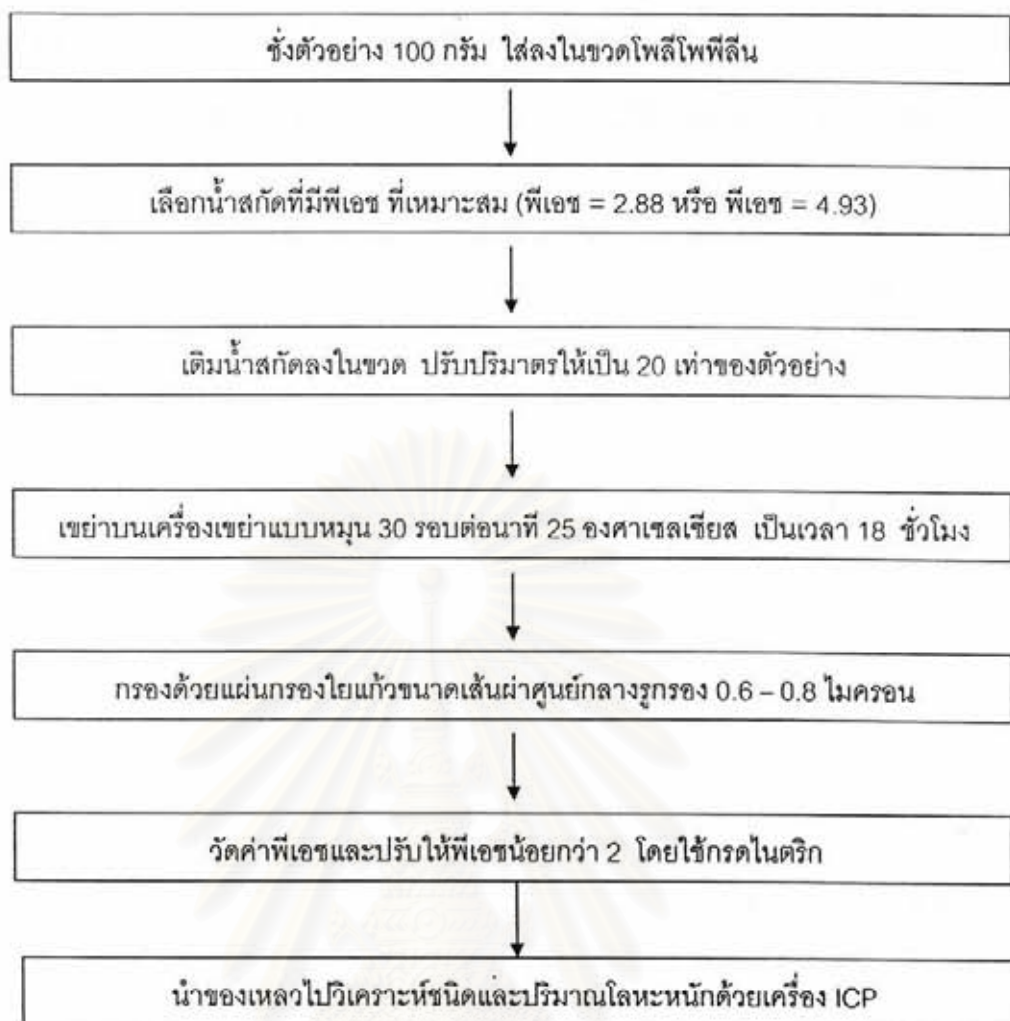 ชั่งตัวอย่าง 100 กรัม ใส่ลงในขวดโพลีโพพีลีน
เลือกน้ำสกัดที่มีพีเอช ที่เหมาะสม (พีเอช = 2.88 หรือ พีเอช = 4.93)
เติมน้ำสกัดลงในขวด ปรับปริมาตรให้เป็น 20 เท่าของตัวอย่าง
เขย่าบนเครื่องเขย่าแบบหมุน 30 รอบต่อนาที 25 องศาเซลเซียส เป็นเวลา 18 ชั่วโมง
กรองด้วยแผ่นกรองใยแก้วขนาดเส้นผ่าศูนย์กลางรูกรอง 0.6 – 0.8 ไมครอน
วัดค่าพีเอชและปรับให้พีเอชน้อยกว่า 2 โดยใช้กรดไนตริก
นำของเหลวไปวิเคราะห์ชนิดและปริมาณโลหะหนักด้วยเครื่อง ICP